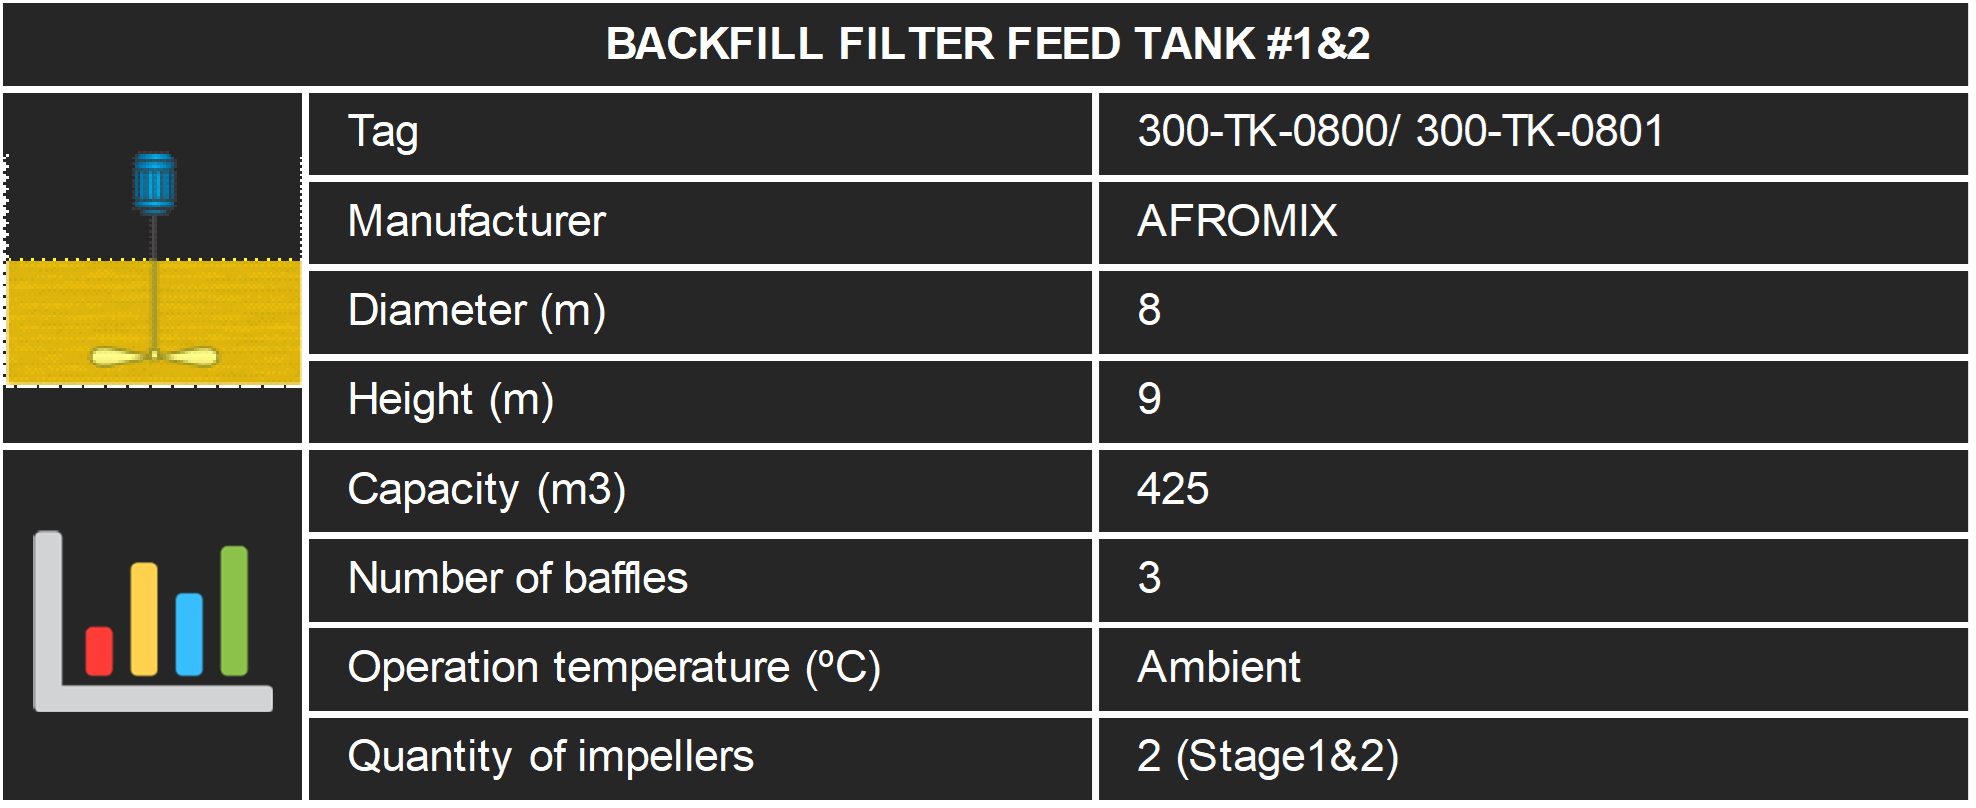 BACKFILL FILTER FEED TANK #1&2
Tag 300-TK-0800/ 300-TK-0801
Manufacturer AFROMIX
Diameter (m) 8
Height (m) 9
Capacity (m3) 425
Number of baffles 3
Operation temperature (ºC) Ambient
Quantity of impellers 2 (Stage1&2)